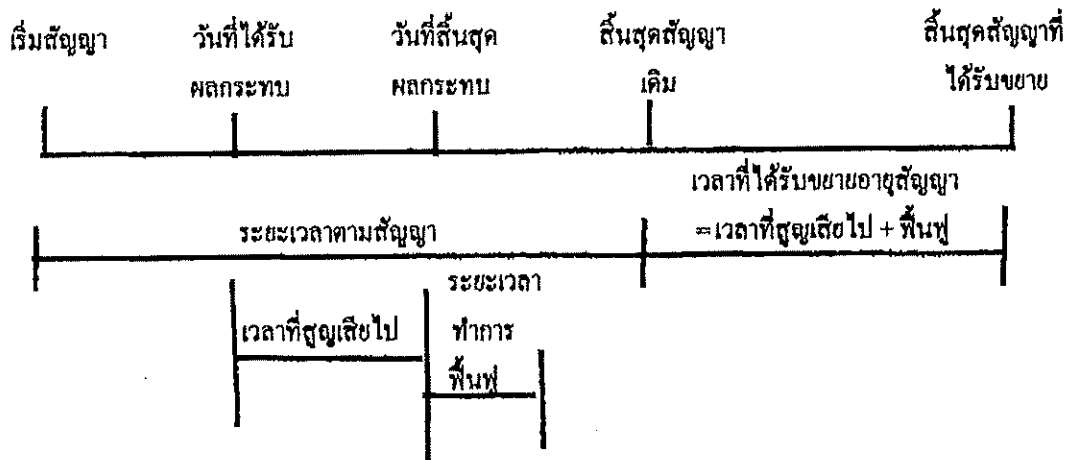 เริ่มสัญญา
วันที่ได้รับ
ผลกระทบ
วันที่สิ้นสุด
ผลกระทบ
สิ้นสุดสัญญา
เดิม
สิ้นสุดสัญญาที่
ได้รับขยาย
เวลาที่ได้รับขยายอายุสัญญา
=เวลาที่สูญเสียไป + ฟื้นฟู
ระยะเวลาตามสัญญา
เวลาที่สูญเสียไป
ระยะเวลา
ทำการ
ฟื้นฟู